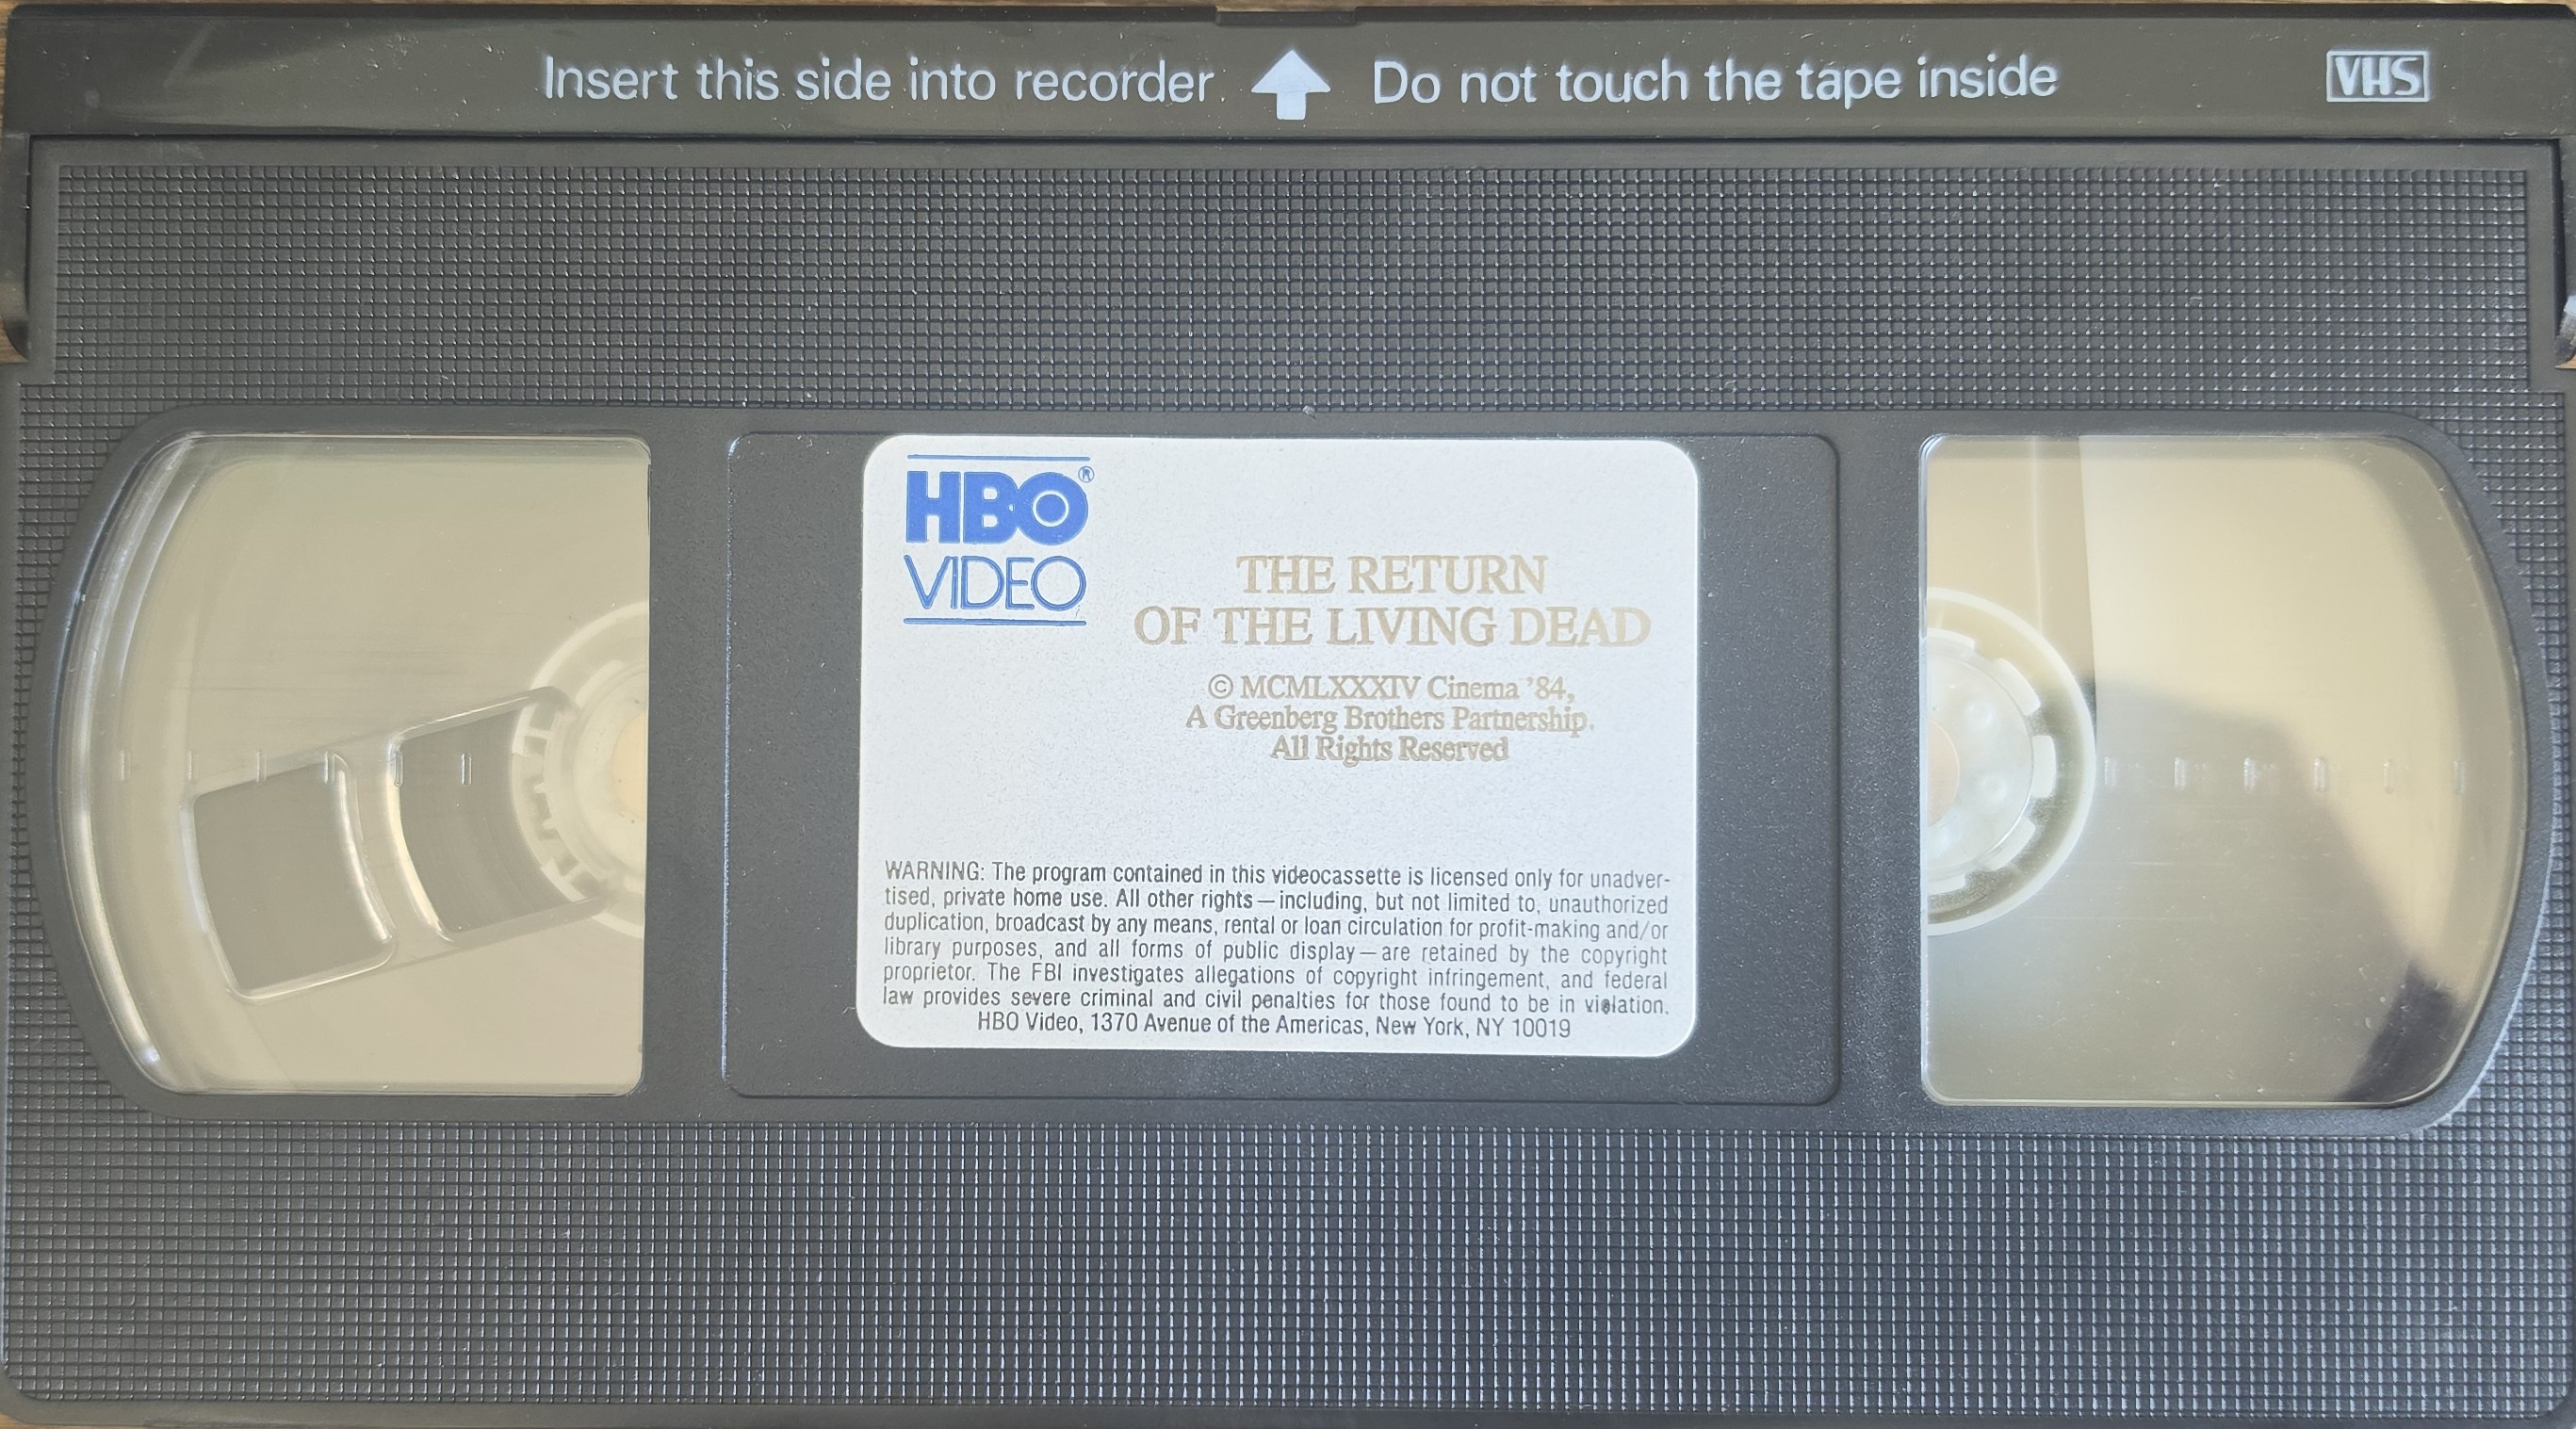 Insert this side into recorder ⬆ Do not touch the tape inside
VHS
HBO®
VIDEO
THE RETURN
OF THE LIVING DEAD
© MCMLXXXIV Cinema '84,
A Greenberg Brothers Partnership.
All Rights Reserved
WARNING: The program contained in this videocassette is licensed only for unadver-
tised, private home use. All other rights — including, but not limited to, unauthorized
duplication, broadcast by any means, rental or loan circulation for profit-making and/or
library purposes, and all forms of public display — are retained by the copyright
proprietor. The FBI investigates allegations of copyright infringement, and federal
law provides severe criminal and civil penalties for those found to be in violation.
HBO Video, 1370 Avenue of the Americas, New York, NY 10019